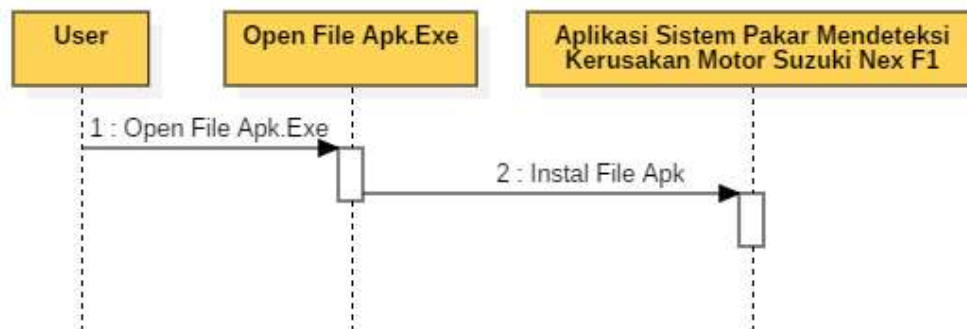 User
Open File Apk.Exe
Aplikasi Sistem Pakar Mendeteksi
Kerusakan Motor Suzuki Nex F1
1 : Open File Apk.Exe
2 : Instal File Apk